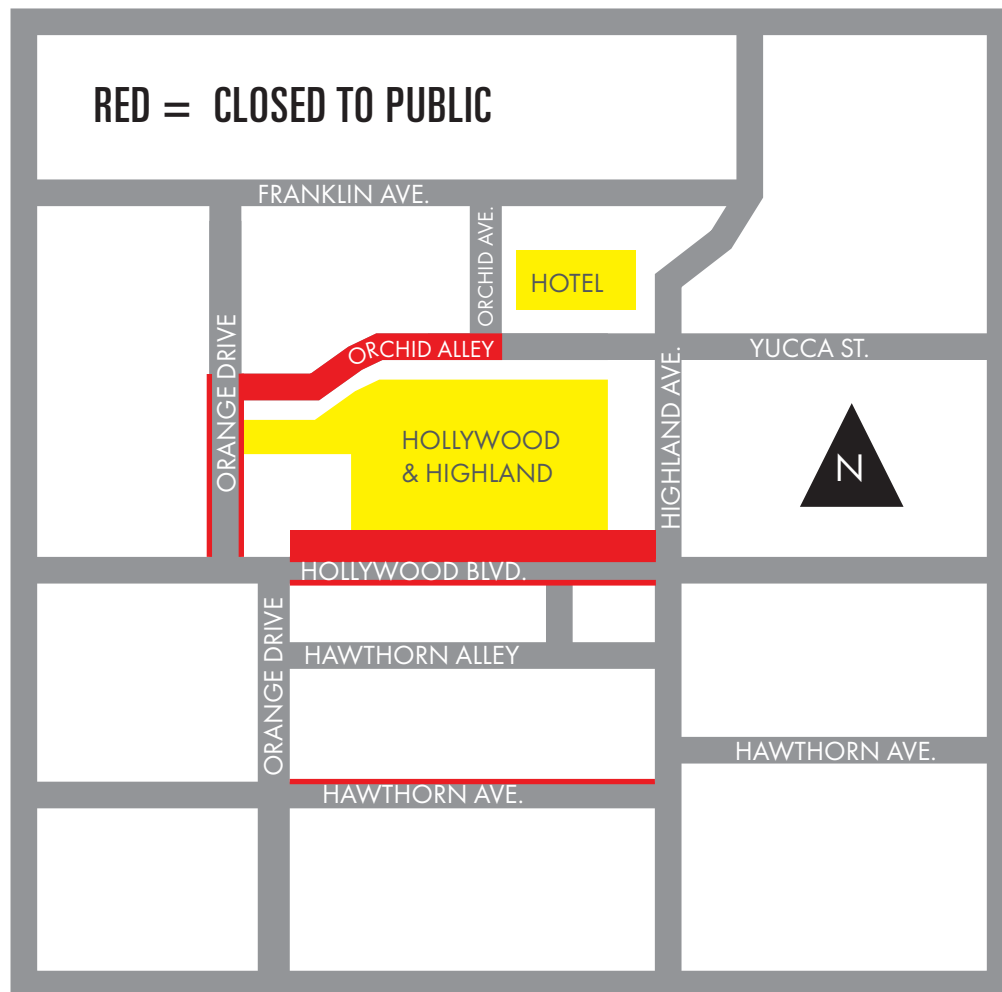 RED = CLOSED TO PUBLIC
FRANKLIN AVE.
ORCHID AVE.
HOTEL
ORCHID ALLEY
YUCCA ST.
ORANGE DRIVE
HIGHLAND AVE.
HOLLYWOOD
& HIGHLAND
N
HOLLYWOOD BLVD.
ORANGE DRIVE
HAWTHORN ALLEY
HAWTHORN AVE.
HAWTHORN AVE.